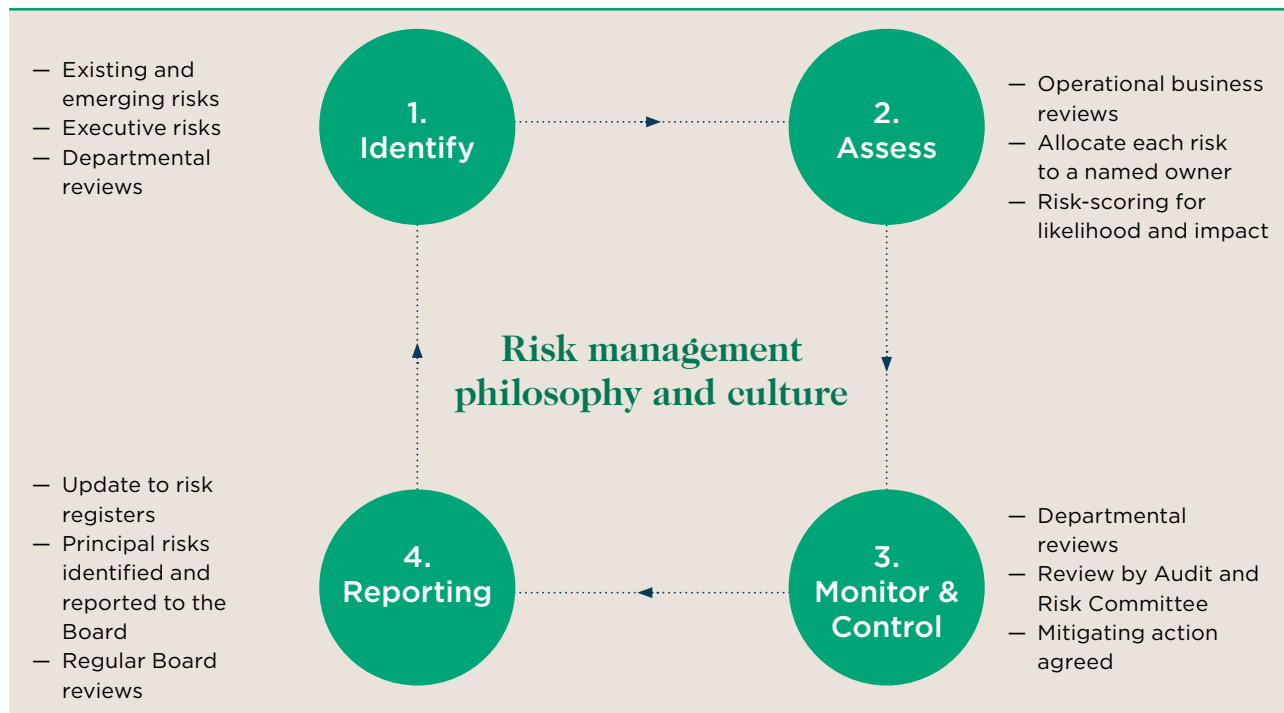 — Existing and
emerging risks
— Executive risks
— Departmental
reviews
1.
Identify
2.
Assess
— Operational business
reviews
— Allocate each risk
to a named owner
— Risk-scoring for
likelihood and impact
Risk management
philosophy and culture
— Update to risk
registers
— Principal risks
identified and
reported to the
Board
— Regular Board
reviews
4.
Reporting
3.
Monitor &
Control
— Departmental
reviews
— Review by Audit and
Risk Committee
— Mitigating action
agreed